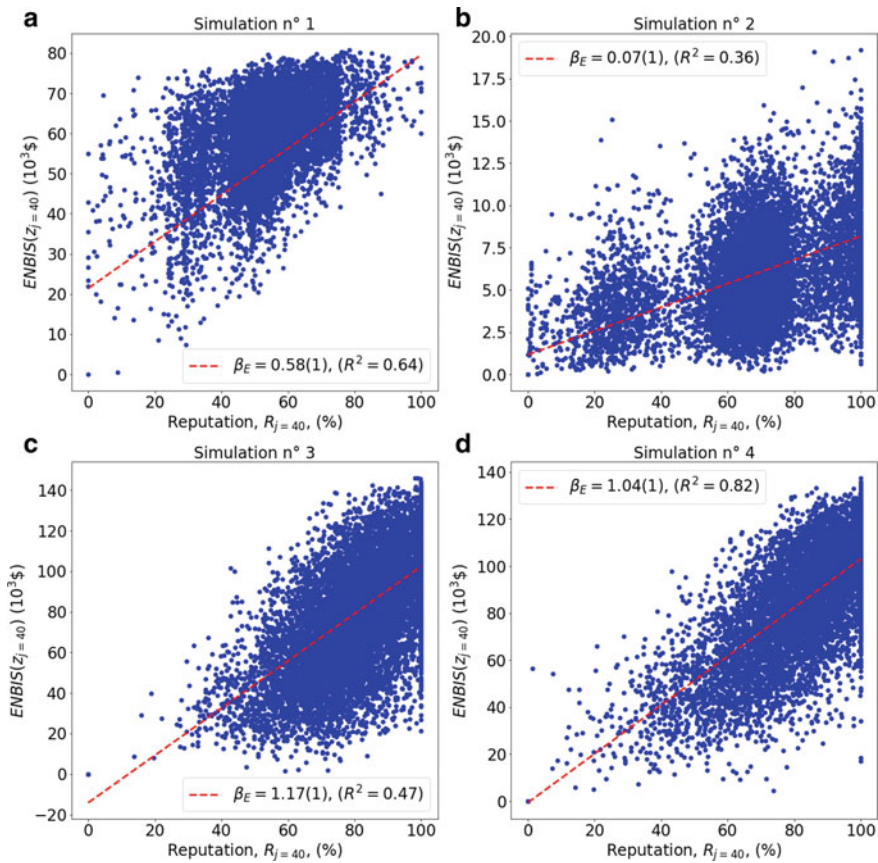 a
Simulation n° 1
80
70
60
50
40
30
20
10
0
ENBIS(z_{j=40}) (10^3$)
β_E = 0.58(1), (R^2 = 0.64)
0 20 40 60 80 100
Reputation, R_{j=40}, (%)
b
Simulation n° 2
20.0
17.5
15.0
12.5
10.0
7.5
5.0
2.5
0.0
ENBIS(z_{j=40}) (10^3$)
β_E = 0.07(1), (R^2 = 0.36)
0 20 40 60 80 100
Reputation, R_{j=40}, (%)
c
Simulation n° 3
140
120
100
80
60
40
20
0
−20
ENBIS(z_{j=40}) (10^3$)
β_E = 1.17(1), (R^2 = 0.47)
0 20 40 60 80 100
Reputation, R_{j=40}, (%)
d
Simulation n° 4
140
120
100
80
60
40
20
0
ENBIS(z_{j=40}) (10^3$)
β_E = 1.04(1), (R^2 = 0.82)
0 20 40 60 80 100
Reputation, R_{j=40}, (%)